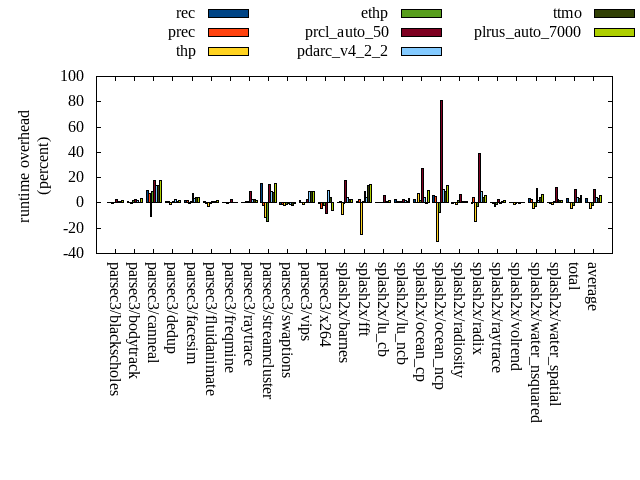 rec ethp ttmo
prec prcl_auto_50 plrus_auto_7000
thp pdarc_v4_2_2
runtime overhead
(percent)
100
80
60
40
20
0
-20
-40
parsec3/blackscholes
parsec3/bodytrack
parsec3/canneal
parsec3/dedup
parsec3/facesim
parsec3/fluidanimate
parsec3/freqmine
parsec3/raytrace
parsec3/streamcluster
parsec3/swaptions
parsec3/vips
parsec3/x264
splash2x/barnes
splash2x/fft
splash2x/lu_cb
splash2x/lu_ncb
splash2x/ocean_cp
splash2x/ocean_ncp
splash2x/radiosity
splash2x/radix
splash2x/raytrace
splash2x/volrend
splash2x/water_nsquared
splash2x/water_spatial
total
average